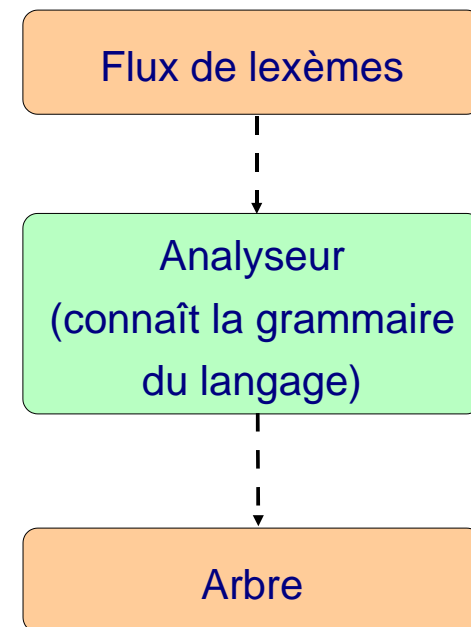 Flux de lexèmes
Analyseur
(connaît la grammaire
du langage)
Arbre